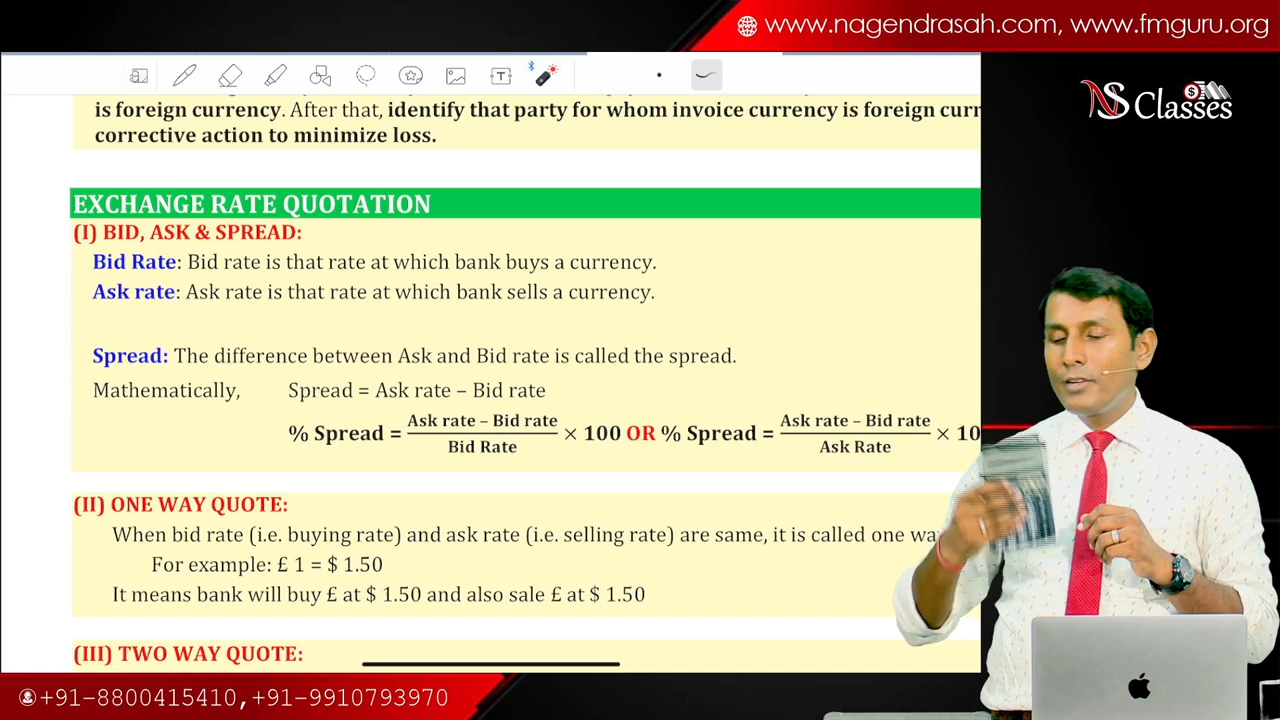 www.nagendrasah.com, www.fmguru.org
NS Classes
is foreign currency. After that, identify that party for whom invoice currency is foreign curr
corrective action to minimize loss.
EXCHANGE RATE QUOTATION
(I) BID, ASK & SPREAD:
Bid Rate: Bid rate is that rate at which bank buys a currency.
Ask rate: Ask rate is that rate at which bank sells a currency.
Spread: The difference between Ask and Bid rate is called the spread.
Mathematically, Spread = Ask rate – Bid rate
% Spread = Ask rate – Bid rate / Bid Rate × 100 OR % Spread = Ask rate – Bid rate / Ask Rate × 10
(II) ONE WAY QUOTE:
When bid rate (i.e. buying rate) and ask rate (i.e. selling rate) are same, it is called one wa
For example: £ 1 = $ 1.50
It means bank will buy £ at $ 1.50 and also sale £ at $ 1.50
(III) TWO WAY QUOTE:
+91-8800415410,+91-9910793970